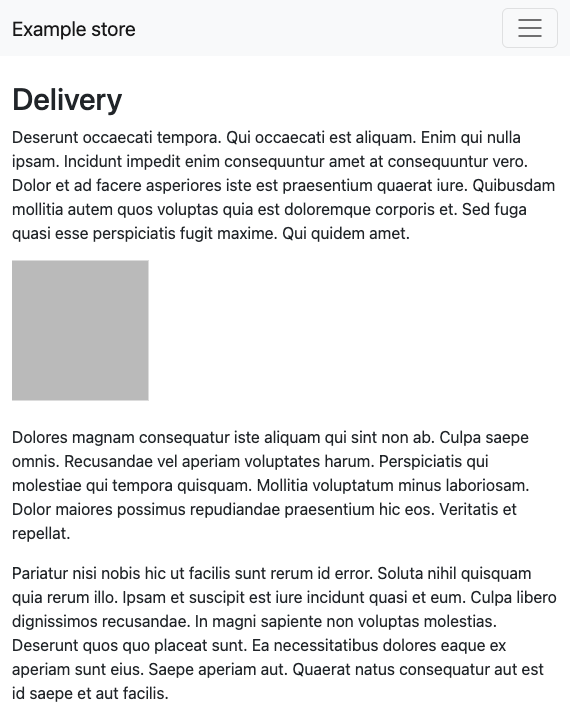 Example store
Delivery
Deserunt occaecati tempora. Qui occaecati est aliquam. Enim qui nulla
ipsam. Incidunt impedit enim consequuntur amet at consequuntur vero.
Dolor et ad facere asperiores iste est praesentium quaerat iure. Quibusdam
mollitia autem quos voluptas quia est doloremque corporis et. Sed fuga
quasi esse perspiciatis fugit maxime. Qui quidem amet.
Dolores magnam consequatur iste aliquam qui sint non ab. Culpa saepe
omnis. Recusandae vel aperiam voluptates harum. Perspiciatis qui
molestiae qui tempora quisquam. Mollitia voluptatum minus laboriosam.
Dolor maiores possimus repudiandae praesentium hic eos. Veritatis et
repellat.
Pariatur nisi nobis hic ut facilis sunt rerum id error. Soluta nihil quisquam
quia rerum illo. Ipsam et suscipit est iure incidunt quasi et eum. Culpa libero
dignissimos recusandae. In magni sapiente non voluptas molestias.
Deserunt quos quo placeat sunt. Ea necessitatibus dolores eaque ex
aperiam sunt eius. Saepe aperiam aut. Quaerat natus consequatur aut est
id saepe et aut facilis.